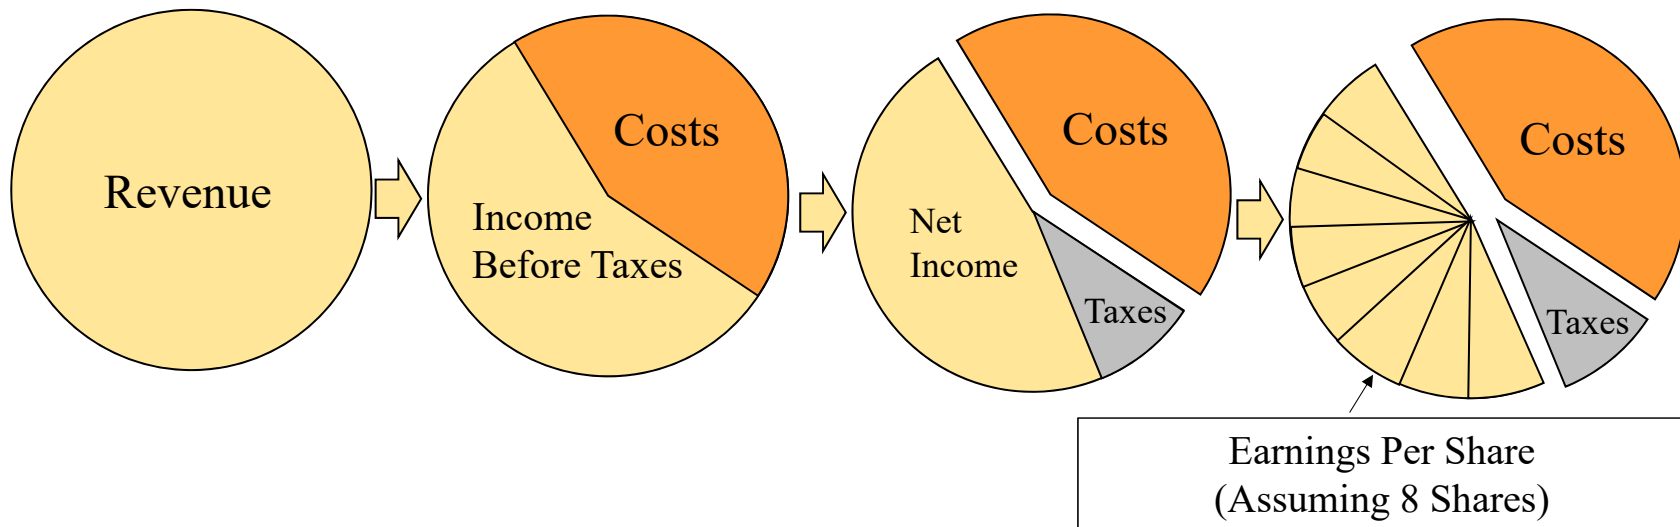 Revenue
Costs
Income
Before Taxes
Costs
Net
Income
Taxes
Costs
Taxes
Earnings Per Share
(Assuming 8 Shares)